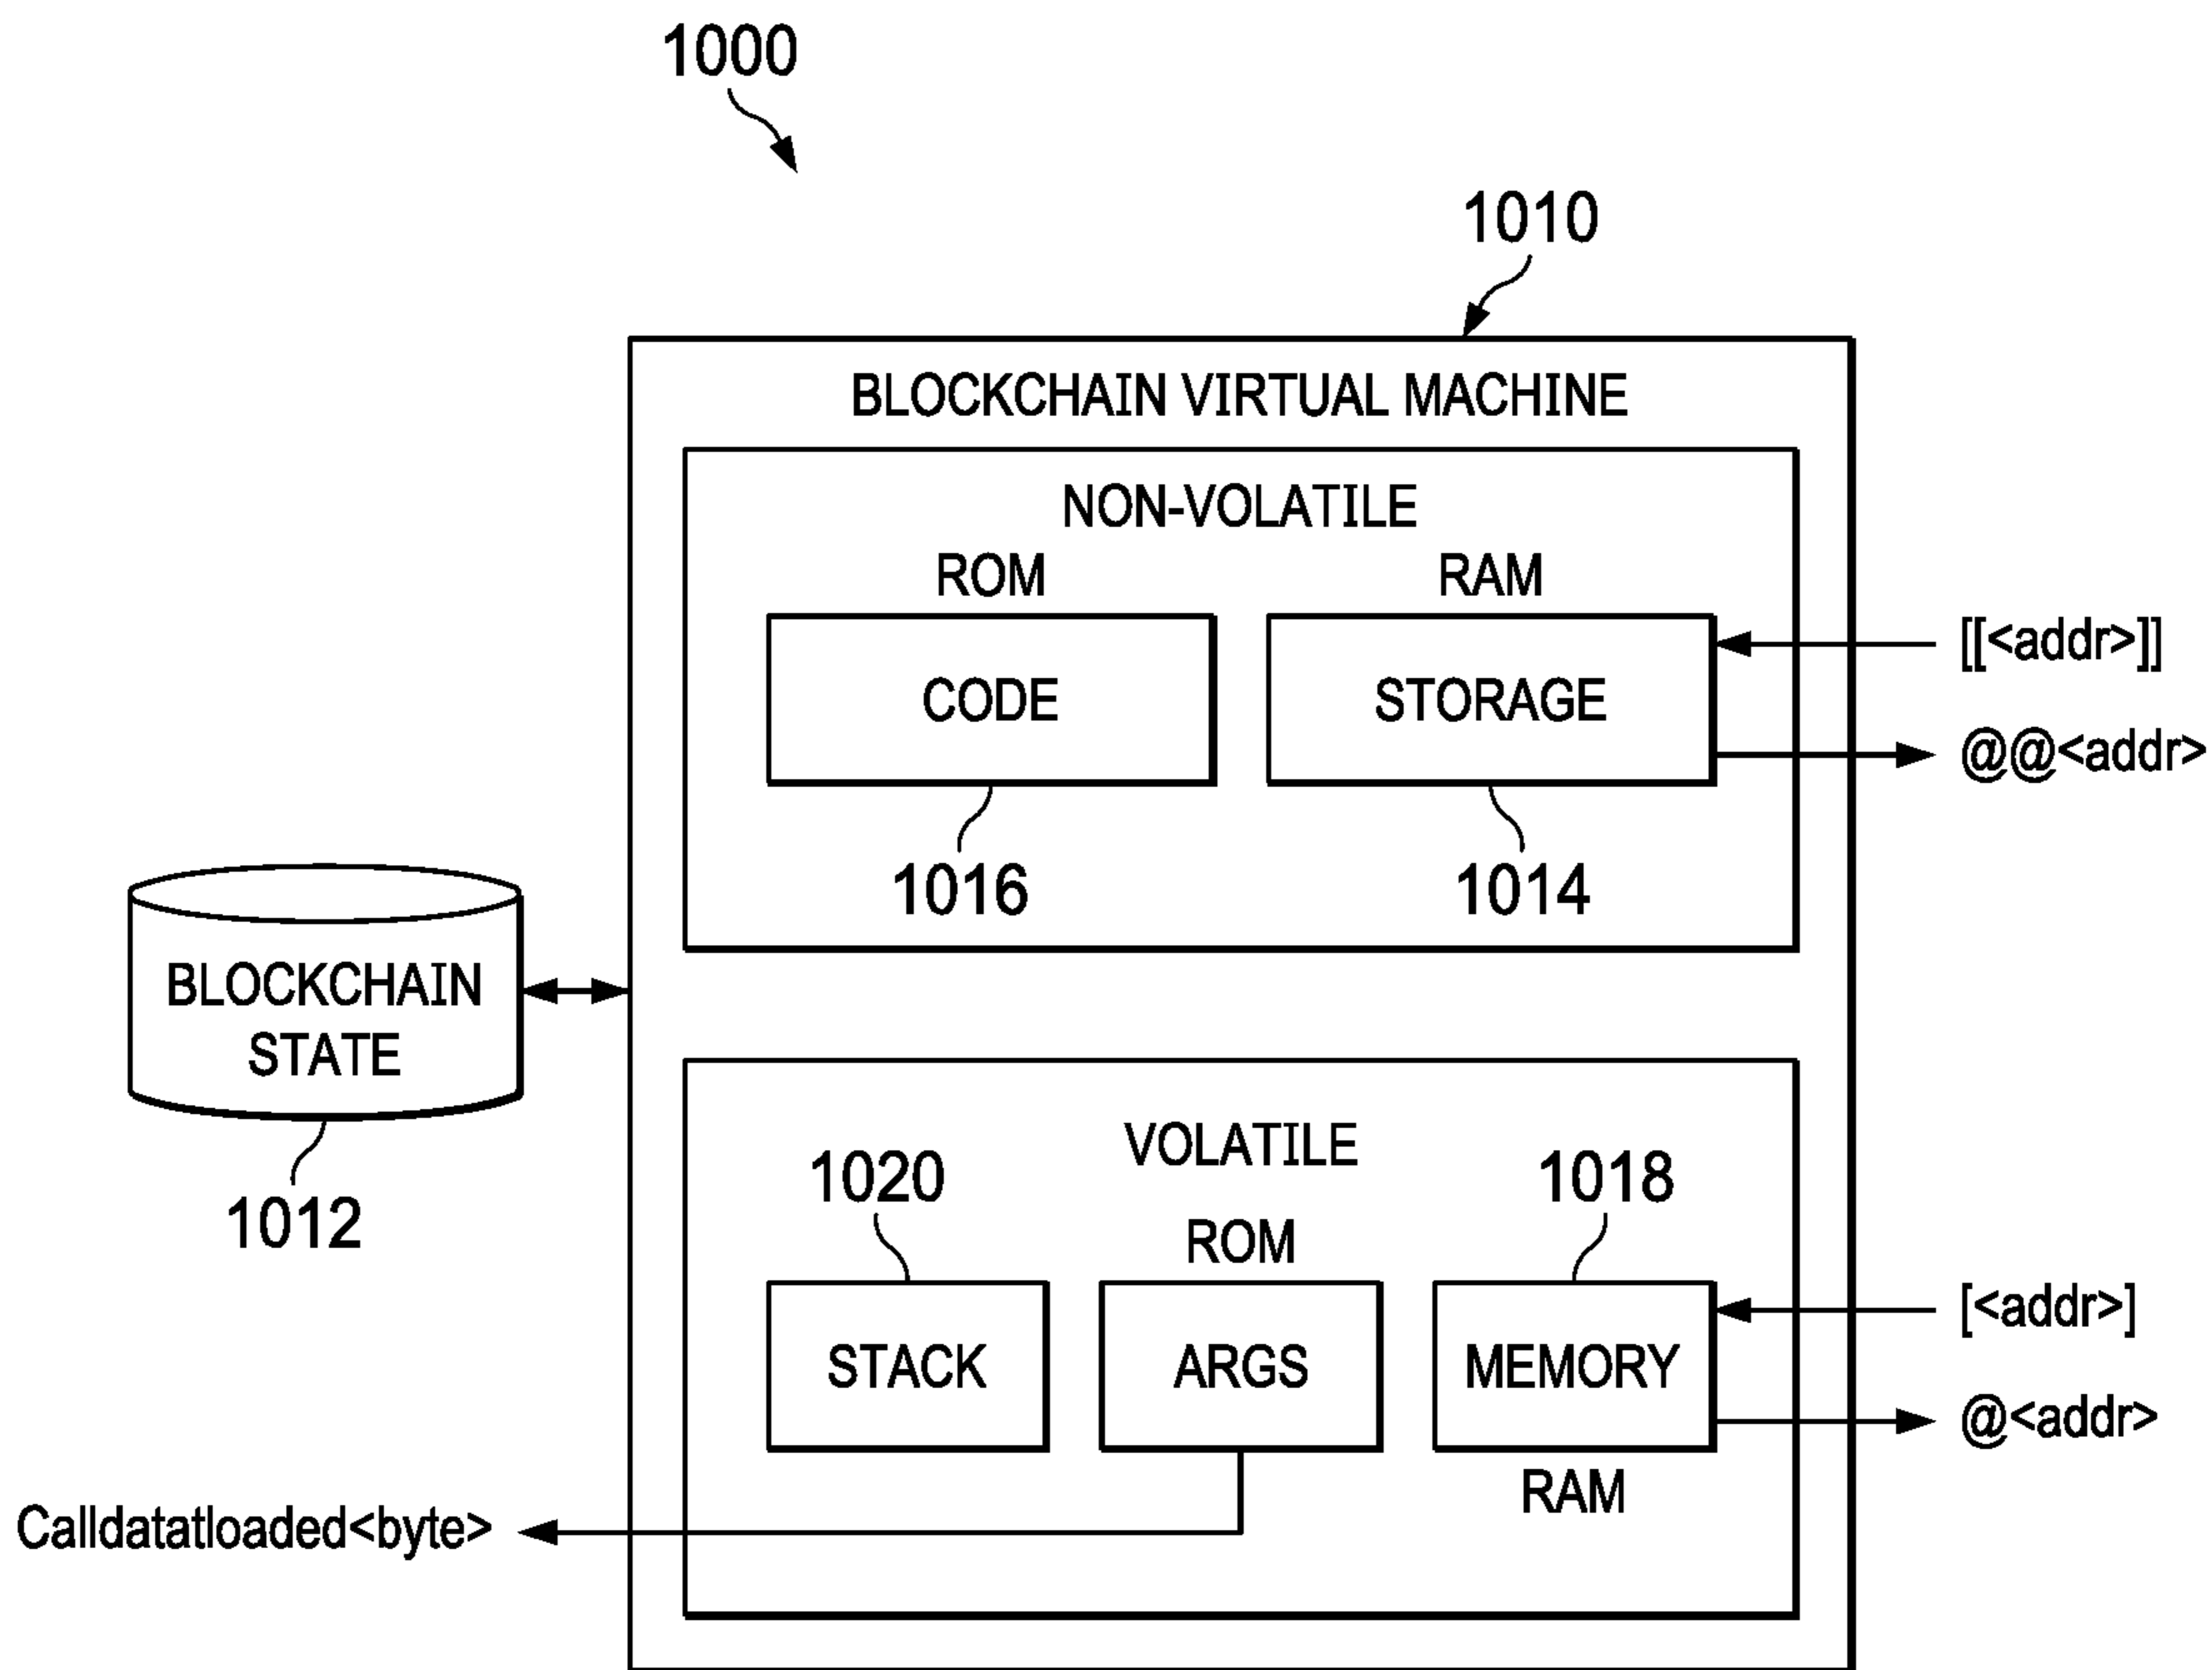 1000
1010
BLOCKCHAIN VIRTUAL MACHINE
NON-VOLATILE
ROM
RAM
CODE
STORAGE
[[<addr>]]
@@<addr>
1016
1014
BLOCKCHAIN
STATE
1012
VOLATILE
1020
1018
ROM
STACK
ARGS
MEMORY
[<addr>]
@<addr>
RAM
Calldatatloaded<byte>